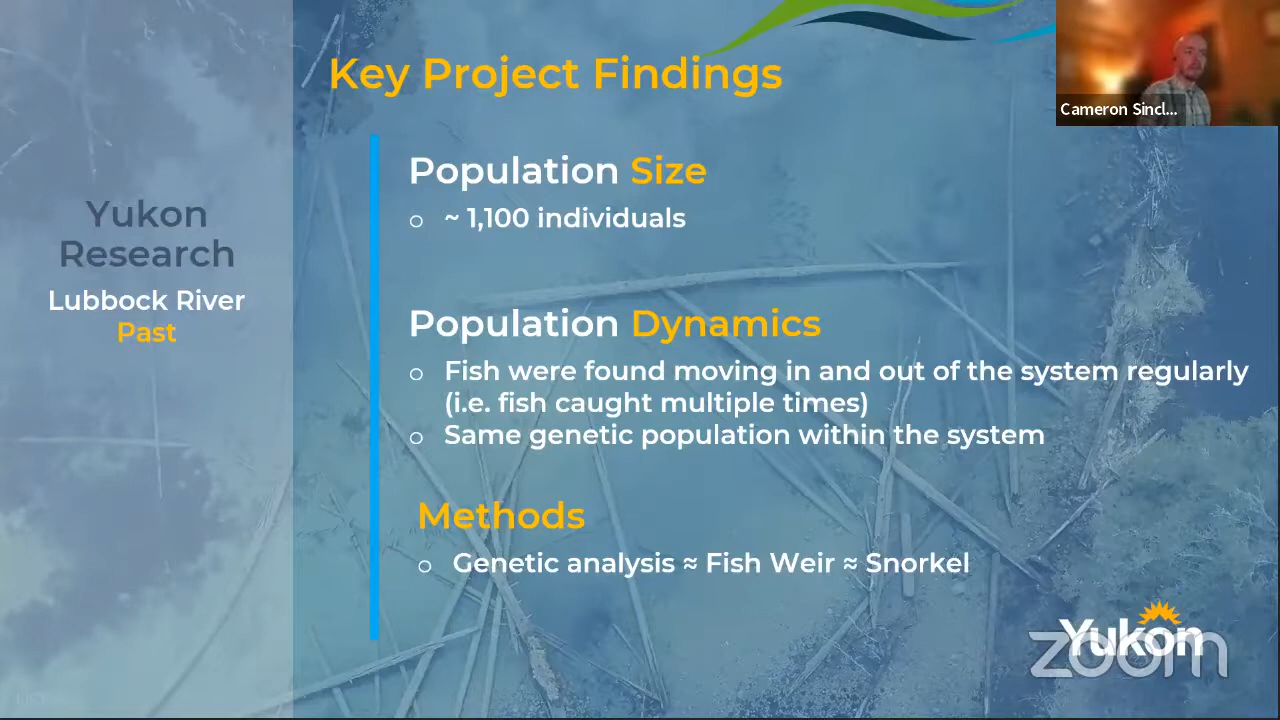 Key Project Findings
Cameron Sincl...
Yukon
Research
Lubbock River
Past
Population Size
o ~ 1,100 individuals
Population Dynamics
o Fish were found moving in and out of the system regularly
(i.e. fish caught multiple times)
o Same genetic population within the system
Methods
o Genetic analysis ≈ Fish Weir ≈ Snorkel
Yukon
zoom